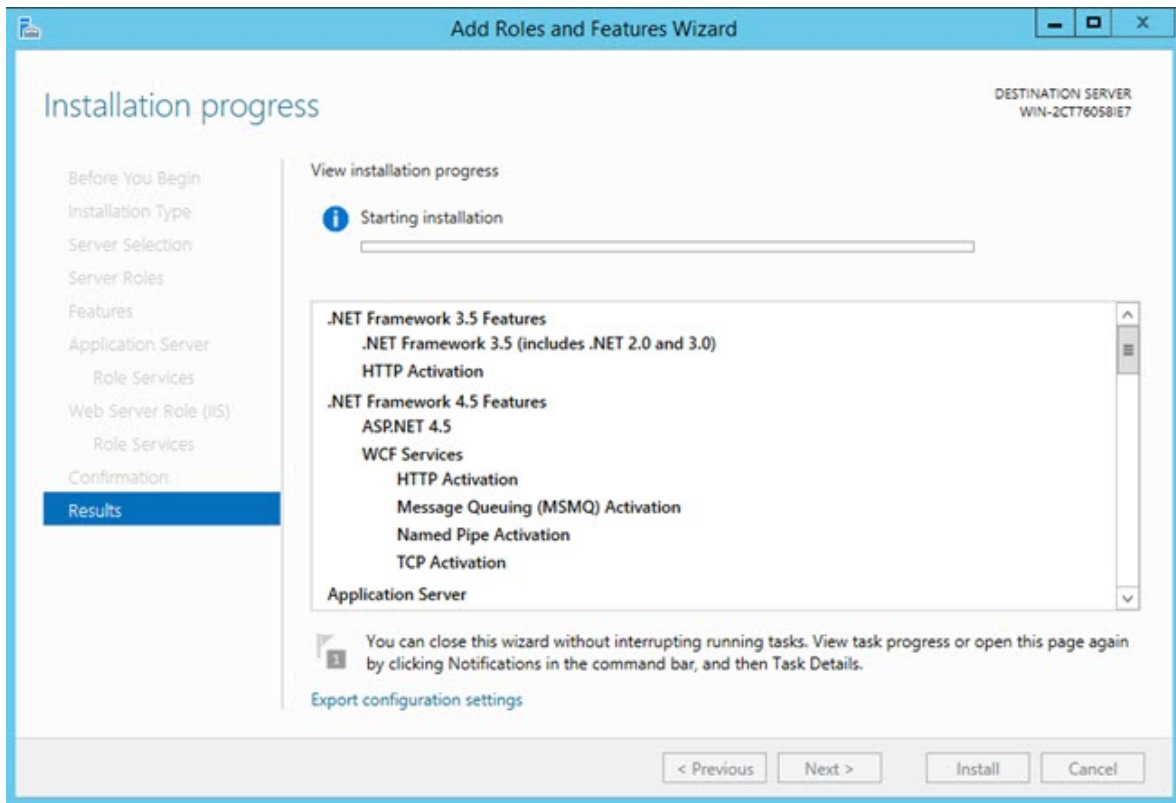 Add Roles and Features Wizard
Installation progress
DESTINATION SERVER
WIN-2CT76058IE7
Before You Begin
Installation Type
Server Selection
Server Roles
Features
Application Server
Role Services
Web Server Role (IIS)
Role Services
Confirmation
Results
View installation progress
Starting installation
.NET Framework 3.5 Features
.NET Framework 3.5 (includes .NET 2.0 and 3.0)
HTTP Activation
.NET Framework 4.5 Features
ASP.NET 4.5
WCF Services
HTTP Activation
Message Queuing (MSMQ) Activation
Named Pipe Activation
TCP Activation
Application Server
1
You can close this wizard without interrupting running tasks. View task progress or open this page again
by clicking Notifications in the command bar, and then Task Details.
Export configuration settings
< Previous
Next >
Install
Cancel